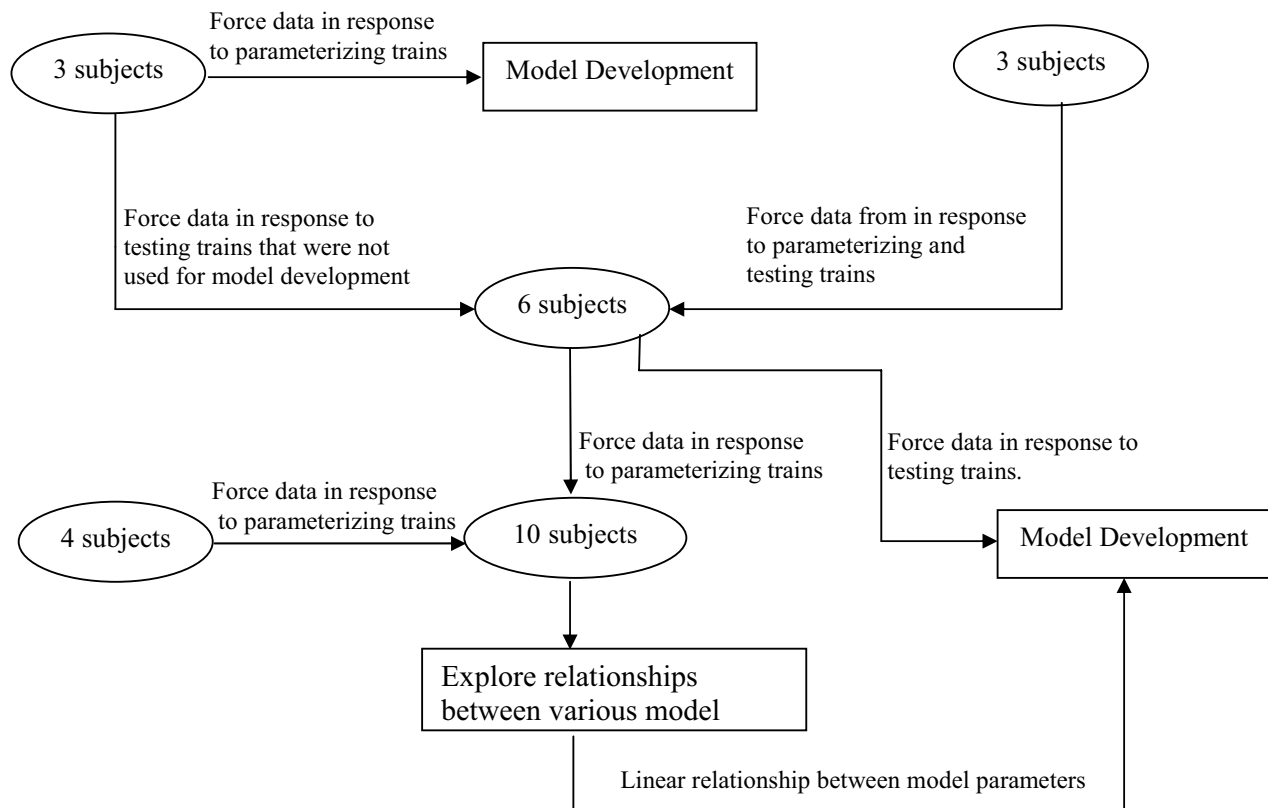 Force data in response
to parameterizing trains
3 subjects
Model Development
3 subjects
Force data in response to
testing trains that were not
used for model development
Force data from in response
to parameterizing and
testing trains
6 subjects
Force data in response
to parameterizing trains
Force data in response to
testing trains.
Force data in response
to parameterizing trains
4 subjects
10 subjects
Model Development
Explore relationships
between various model
Linear relationship between model parameters